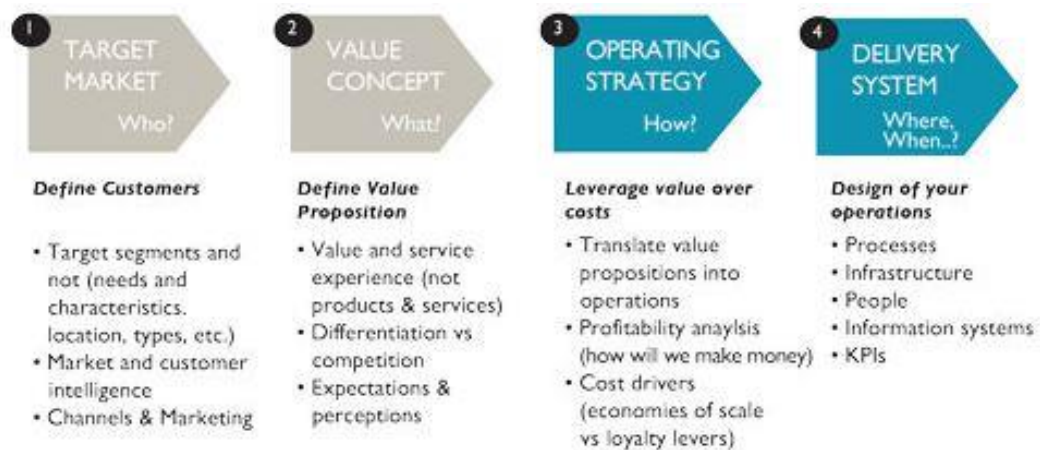 1
TARGET
MARKET
Who?
Define Customers
• Target segments and
not (needs and
characteristics.
location, types, etc.)
• Market and customer
intelligence
• Channels & Marketing
2
VALUE
CONCEPT
What?
Define Value
Proposition
• Value and service
experience (not
products & services)
• Differentiation vs
competition
• Expectations &
perceptions
3
OPERATING
STRATEGY
How?
Leverage value over
costs
• Translate value
propositions into
operations
• Profitability anaylsis
(how will we make money)
• Cost drivers
(economies of scale
vs loyalty levers)
4
DELIVERY
SYSTEM
Where,
When..?
Design of your
operations
• Processes
• Infrastructure
• People
• Information systems
• KPIs